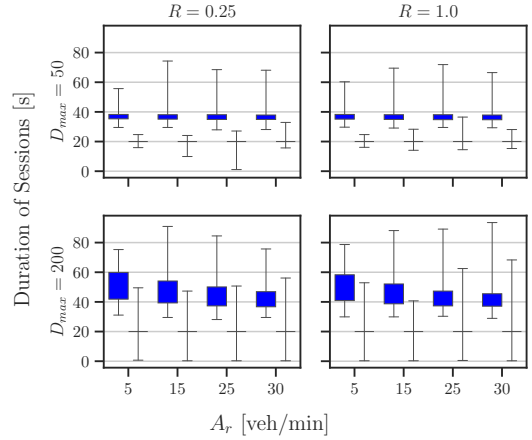 R = 0.25
R = 1.0
Duration of Sessions [s]
D_max = 50
80
60
40
20
0
D_max = 200
80
60
40
20
0
5 15 25 30
5 15 25 30
A_r [veh/min]